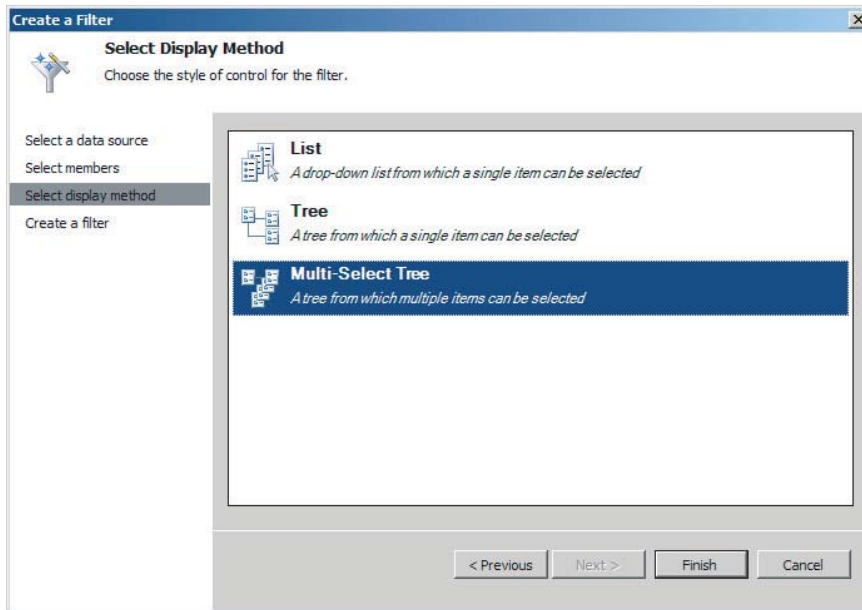 Create a Filter
Select Display Method
Choose the style of control for the filter.
Select a data source
Select members
Select display method
Create a filter
List
A drop-down list from which a single item can be selected
Tree
A tree from which a single item can be selected
Multi-Select Tree
A tree from which multiple items can be selected
< Previous
Next >
Finish
Cancel